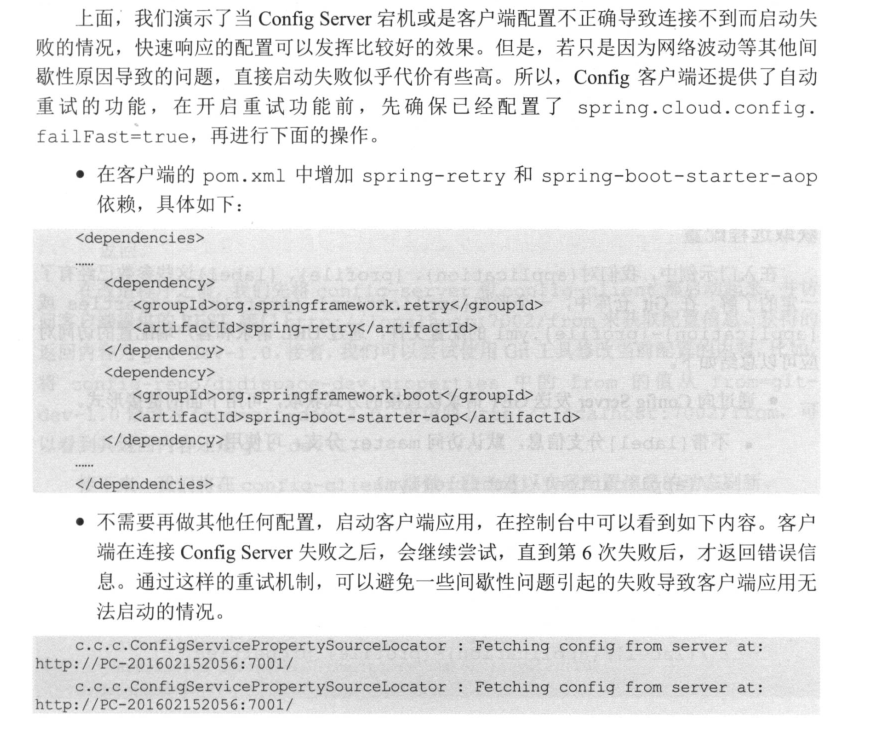 上面，我们演示了当 Config Server 宕机或是客户端配置不正确导致连接不到而启动失
败的情况，快速响应的配置可以发挥比较好的效果。但是，若只是因为网络波动等其他间
歇性原因导致的问题，直接启动失败似乎代价有些高。所以，Config 客户端还提供了自动
重试的功能，在开启重试功能前，先确保已经配置了 spring.cloud.config.
failFast=true，再进行下面的操作。
● 在客户端的 pom.xml 中增加 spring-retry 和 spring-boot-starter-aop
依赖，具体如下：
<dependencies>
……
<dependency>
<groupId>org.springframework.retry</groupId>
<artifactId>spring-retry</artifactId>
</dependency>
<dependency>
<groupId>org.springframework.boot</groupId>
<artifactId>spring-boot-starter-aop</artifactId>
</dependency>
……
</dependencies>
● 不需要再做其他任何配置，启动客户端应用，在控制台中可以看到如下内容。客户
端在连接 Config Server 失败之后，会继续尝试，直到第 6 次失败后，才返回错误信
息。通过这样的重试机制，可以避免一些间歇性问题引起的失败导致客户端应用无
法启动的情况。
c.c.c.ConfigServicePropertySourceLocator : Fetching config from server at:
http://PC-201602152056:7001/
c.c.c.ConfigServicePropertySourceLocator : Fetching config from server at:
http://PC-201602152056:7001/